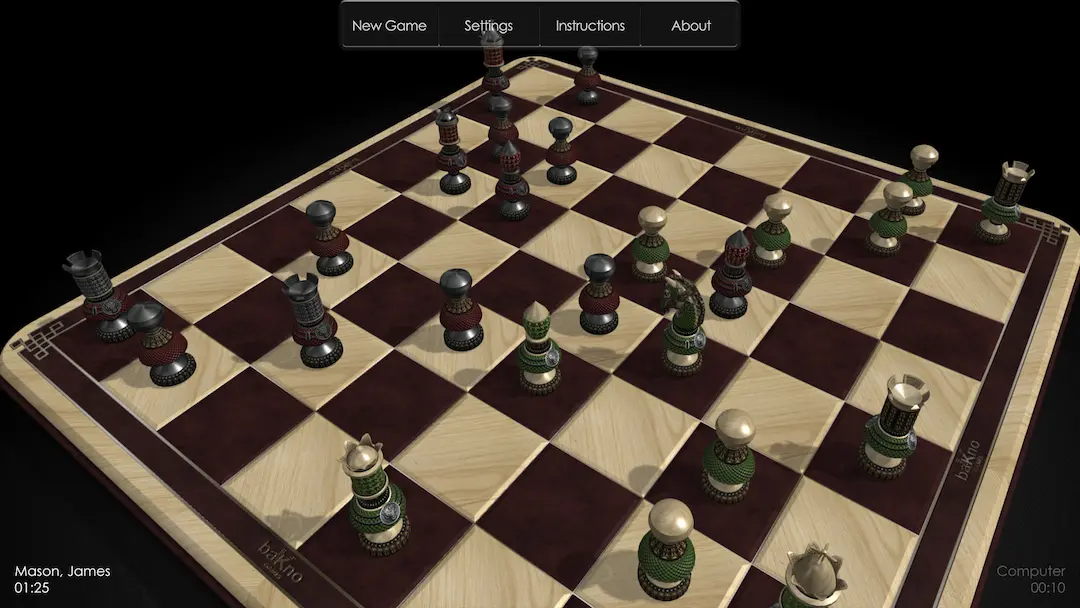 New Game
Settings
Instructions
About
baKno
baKno
Mason, James
01:25
Computer
00:10